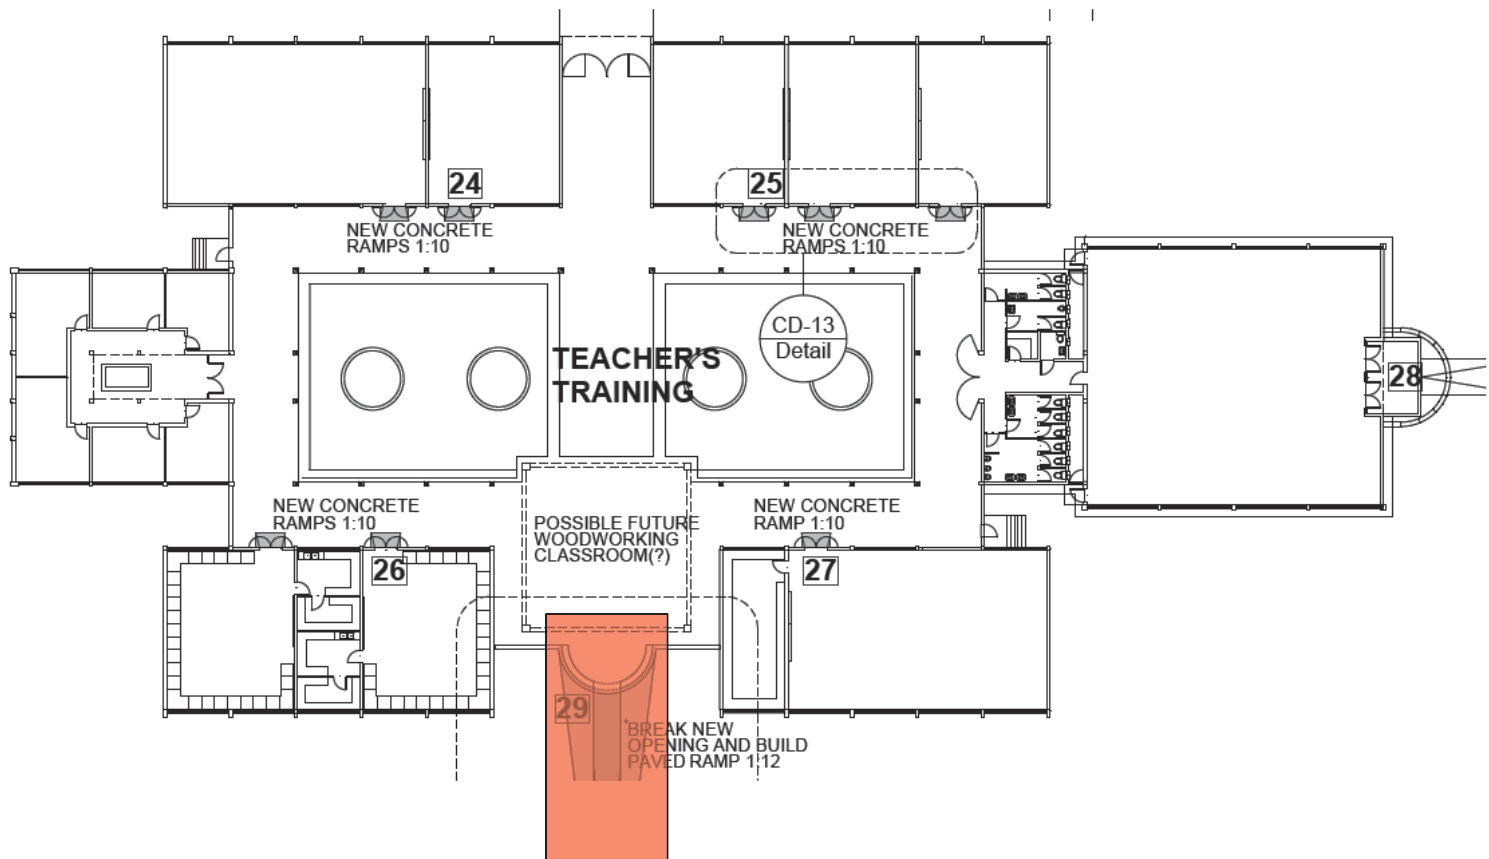 24
25
NEW CONCRETE
RAMPS 1:10
NEW CONCRETE
RAMPS 1:10
CD-13
Detail
TEACHER'S
TRAINING
28
NEW CONCRETE
RAMPS 1:10
NEW CONCRETE
RAMP 1:10
POSSIBLE FUTURE
WOODWORKING
CLASSROOM(?)
26
27
29
BREAK NEW
OPENING AND BUILD
PAVED RAMP 1:12